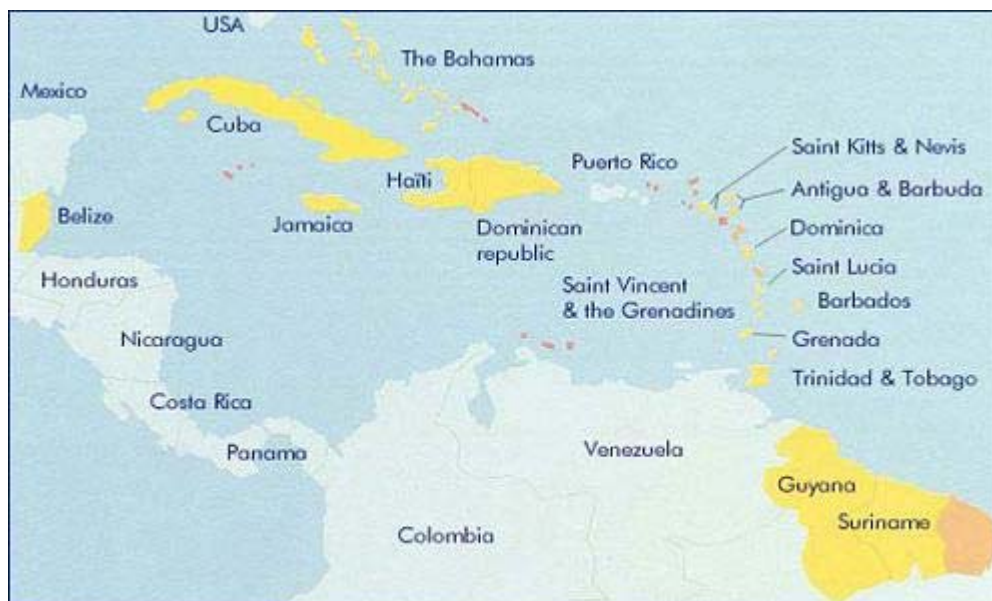 USA
The Bahamas
Mexico
Cuba
Saint Kitts & Nevis
Puerto Rico
Haïti
Antigua & Barbuda
Belize
Jamaica
Dominican
republic
Dominica
Saint Lucia
Honduras
Saint Vincent
& the Grenadines
Barbados
Nicaragua
Grenada
Trinidad & Tobago
Costa Rica
Panama
Venezuela
Guyana
Suriname
Colombia